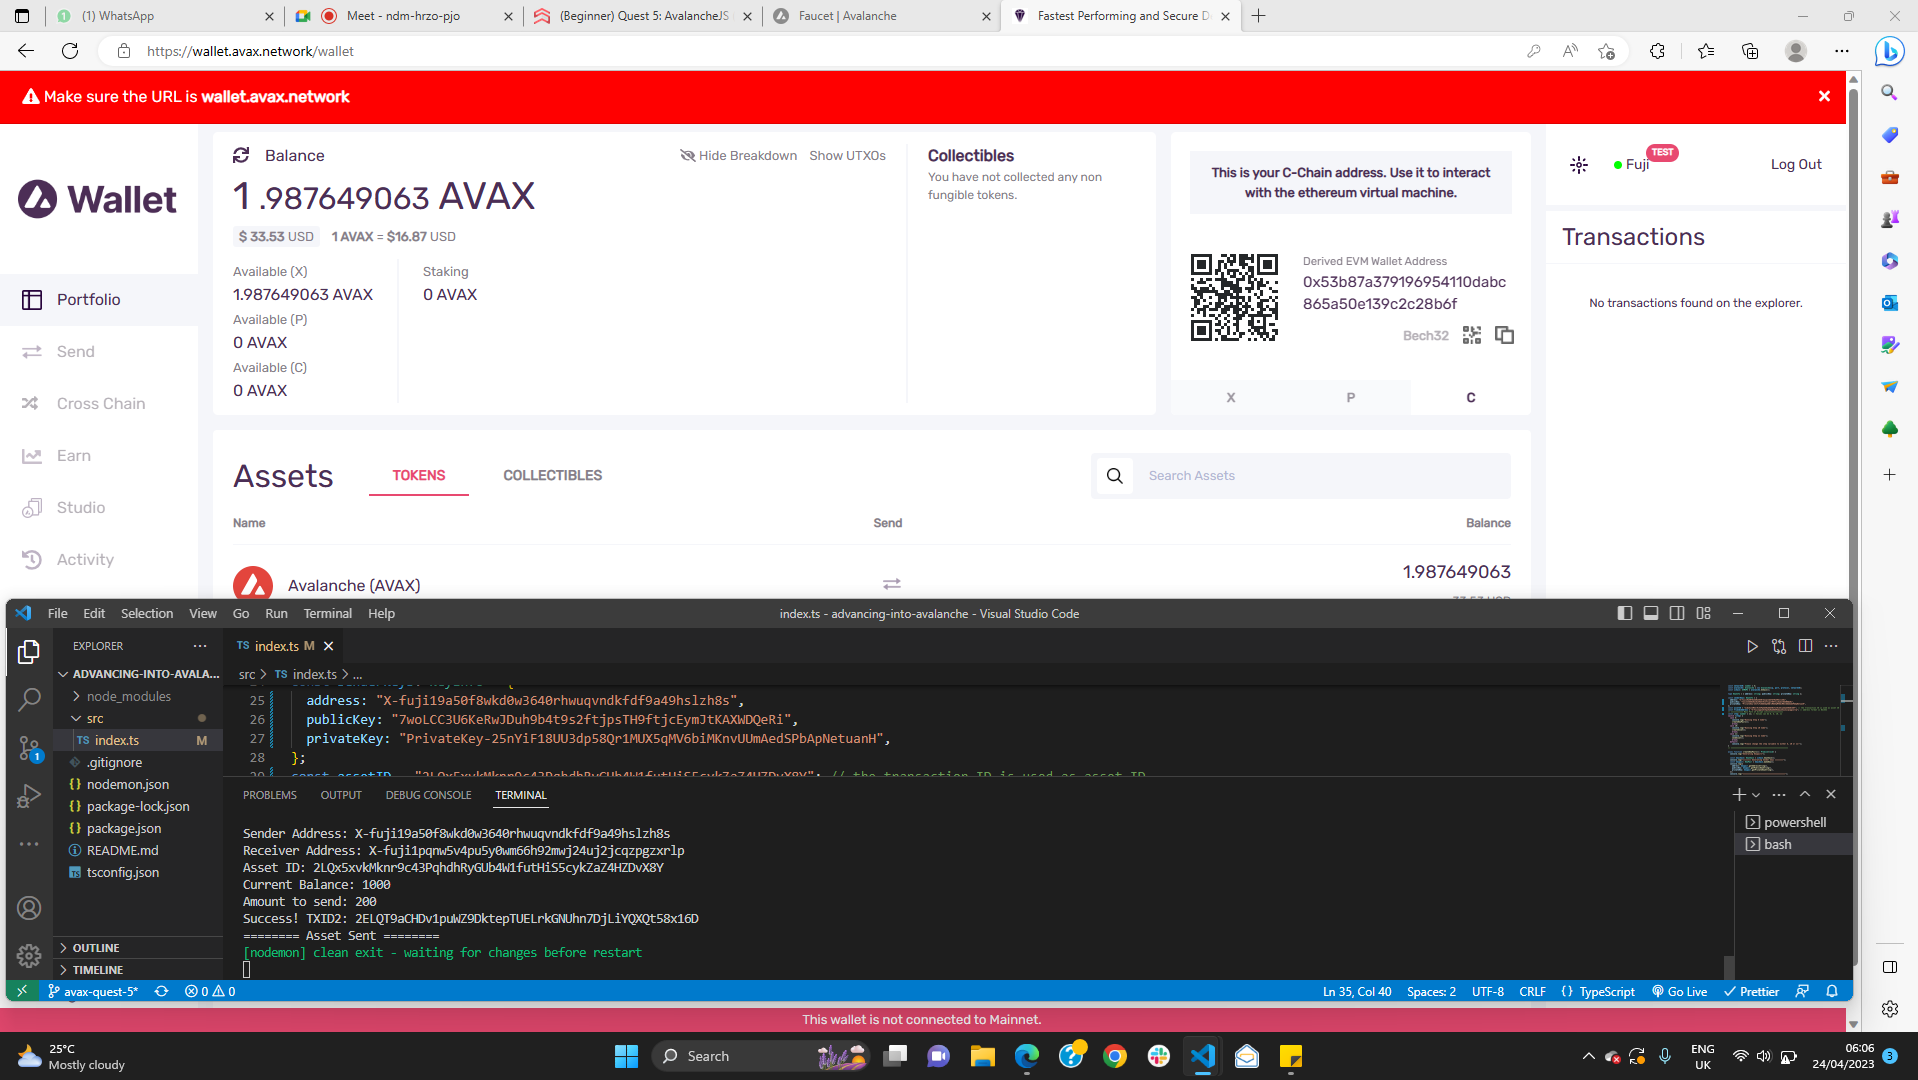 (1) WhatsApp
Meet - ndm-hrzo-pjo
(Beginner) Quest 5: AvalancheJS
Faucet | Avalanche
Fastest Performing and Secure D
https://wallet.avax.network/wallet
Make sure the URL is wallet.avax.network
Wallet
Portfolio
Send
Cross Chain
Earn
Studio
Activity
Balance
Hide Breakdown
Show UTXOs
1.987649063 AVAX
$ 33.53 USD
1 AVAX = $16.87 USD
Available (X)
1.987649063 AVAX
Available (P)
0 AVAX
Available (C)
0 AVAX
Staking
0 AVAX
Collectibles
You have not collected any non
fungible tokens.
This is your C-Chain address. Use it to interact
with the ethereum virtual machine.
Derived EVM Wallet Address
0x53b87a379196954110dabc
865a50e139c2c28b6f
Bech32
X
P
C
Fuji
TEST
Log Out
Transactions
No transactions found on the explorer.
Assets
TOKENS
COLLECTIBLES
Search Assets
Name
Send
Balance
Avalanche (AVAX)
1.987649063
File Edit Selection View Go Run Terminal Help
index.ts - advancing-into-avalanche - Visual Studio Code
EXPLORER
ADVANCING-INTO-AVALA...
node_modules
src
TS index.ts M
.gitignore
nodemon.json
package-lock.json
package.json
README.md
tsconfig.json
OUTLINE
TIMELINE
TS index.ts M
src > TS index.ts > ...
25 address: "X-fuji19a50f8wkd0w3640rhwuqvndkfdf9a49hslzh8s",
26 publicKey: "7woLCC3U6KeRwJDuh9b4t9s2ftjpsTH9ftjcEymJtKAXWDQeRi",
27 privateKey: "PrivateKey-25nYiF18UU3dp58Qr1MUX5qMV6biMKnvUUmAedSPbApNetuanH",
28 };
PROBLEMS
OUTPUT
DEBUG CONSOLE
TERMINAL
Sender Address: X-fuji19a50f8wkd0w3640rhwuqvndkfdf9a49hslzh8s
Receiver Address: X-fuji1pqnw5v4pu5y0wm66h92mwj24uj2jcqzpgzxrlp
Asset ID: 2LQx5xvkMknr9c43PqhdhRyGUb4W1futHiS5cykZaZ4HZDvX8Y
Current Balance: 1000
Amount to send: 200
Success! TXID2: 2ELQT9aCHDv1puWZ9DktepTUELrkGNUhn7DjLiYQXQt58x16D
======== Asset Sent ========
[nodemon] clean exit - waiting for changes before restart
powershell
bash
avax-quest-5*
0 0
Ln 35, Col 40
Spaces: 2
UTF-8
CRLF
{ } TypeScript
Go Live
Prettier
This wallet is not connected to Mainnet.
25°C
Mostly cloudy
Search
ENG
UK
06:06
24/04/2023
3